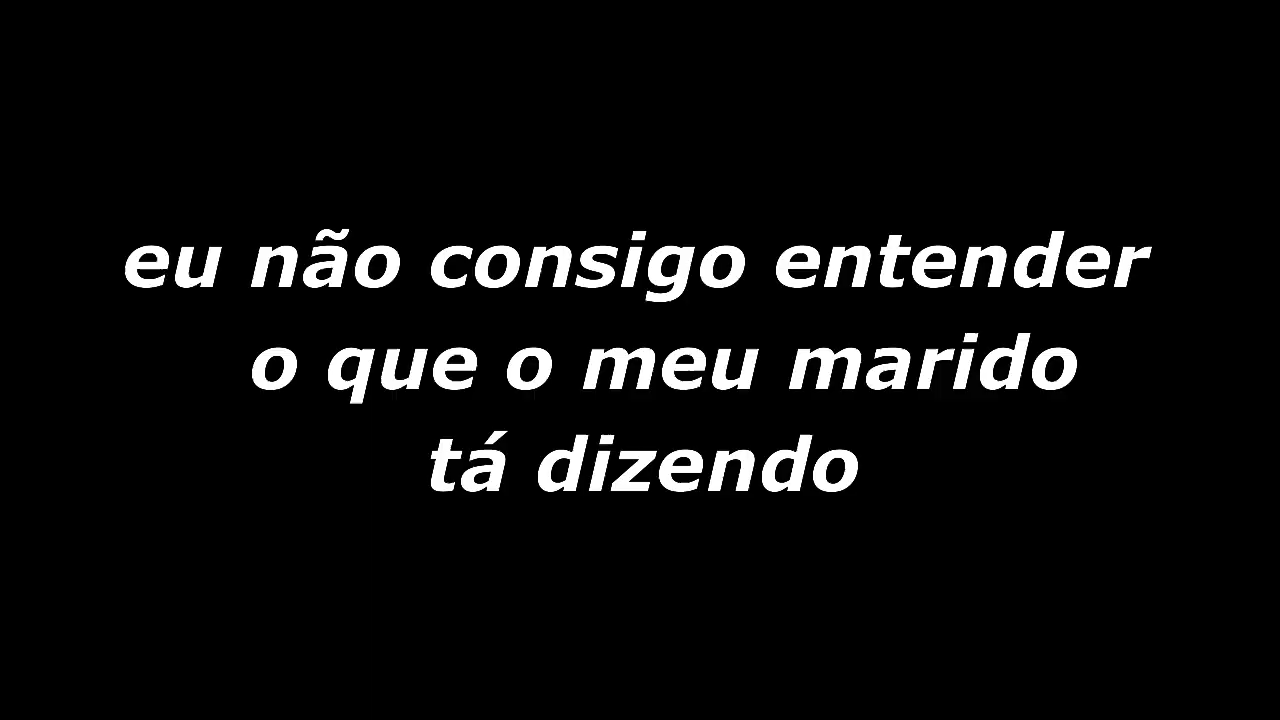 eu não consigo entender
o que o meu marido
tá dizendo